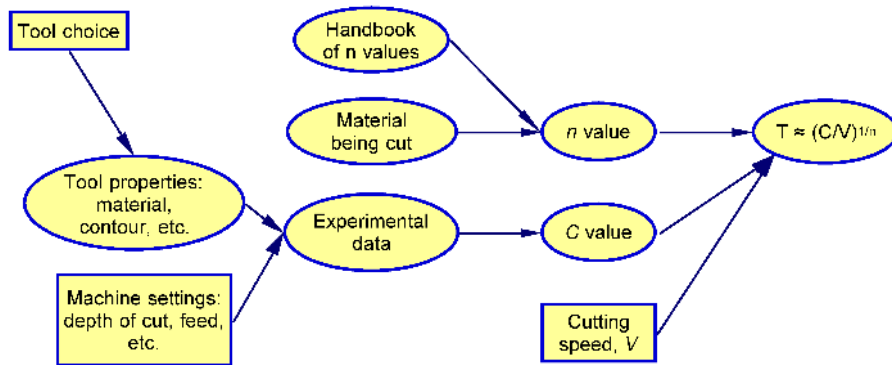 Tool choice
Handbook
of n values
Material
being cut
n value
T ≈ (C/V)1/n
Tool properties:
material,
contour, etc.
Experimental
data
C value
Machine settings:
depth of cut, feed,
etc.
Cutting
speed, V